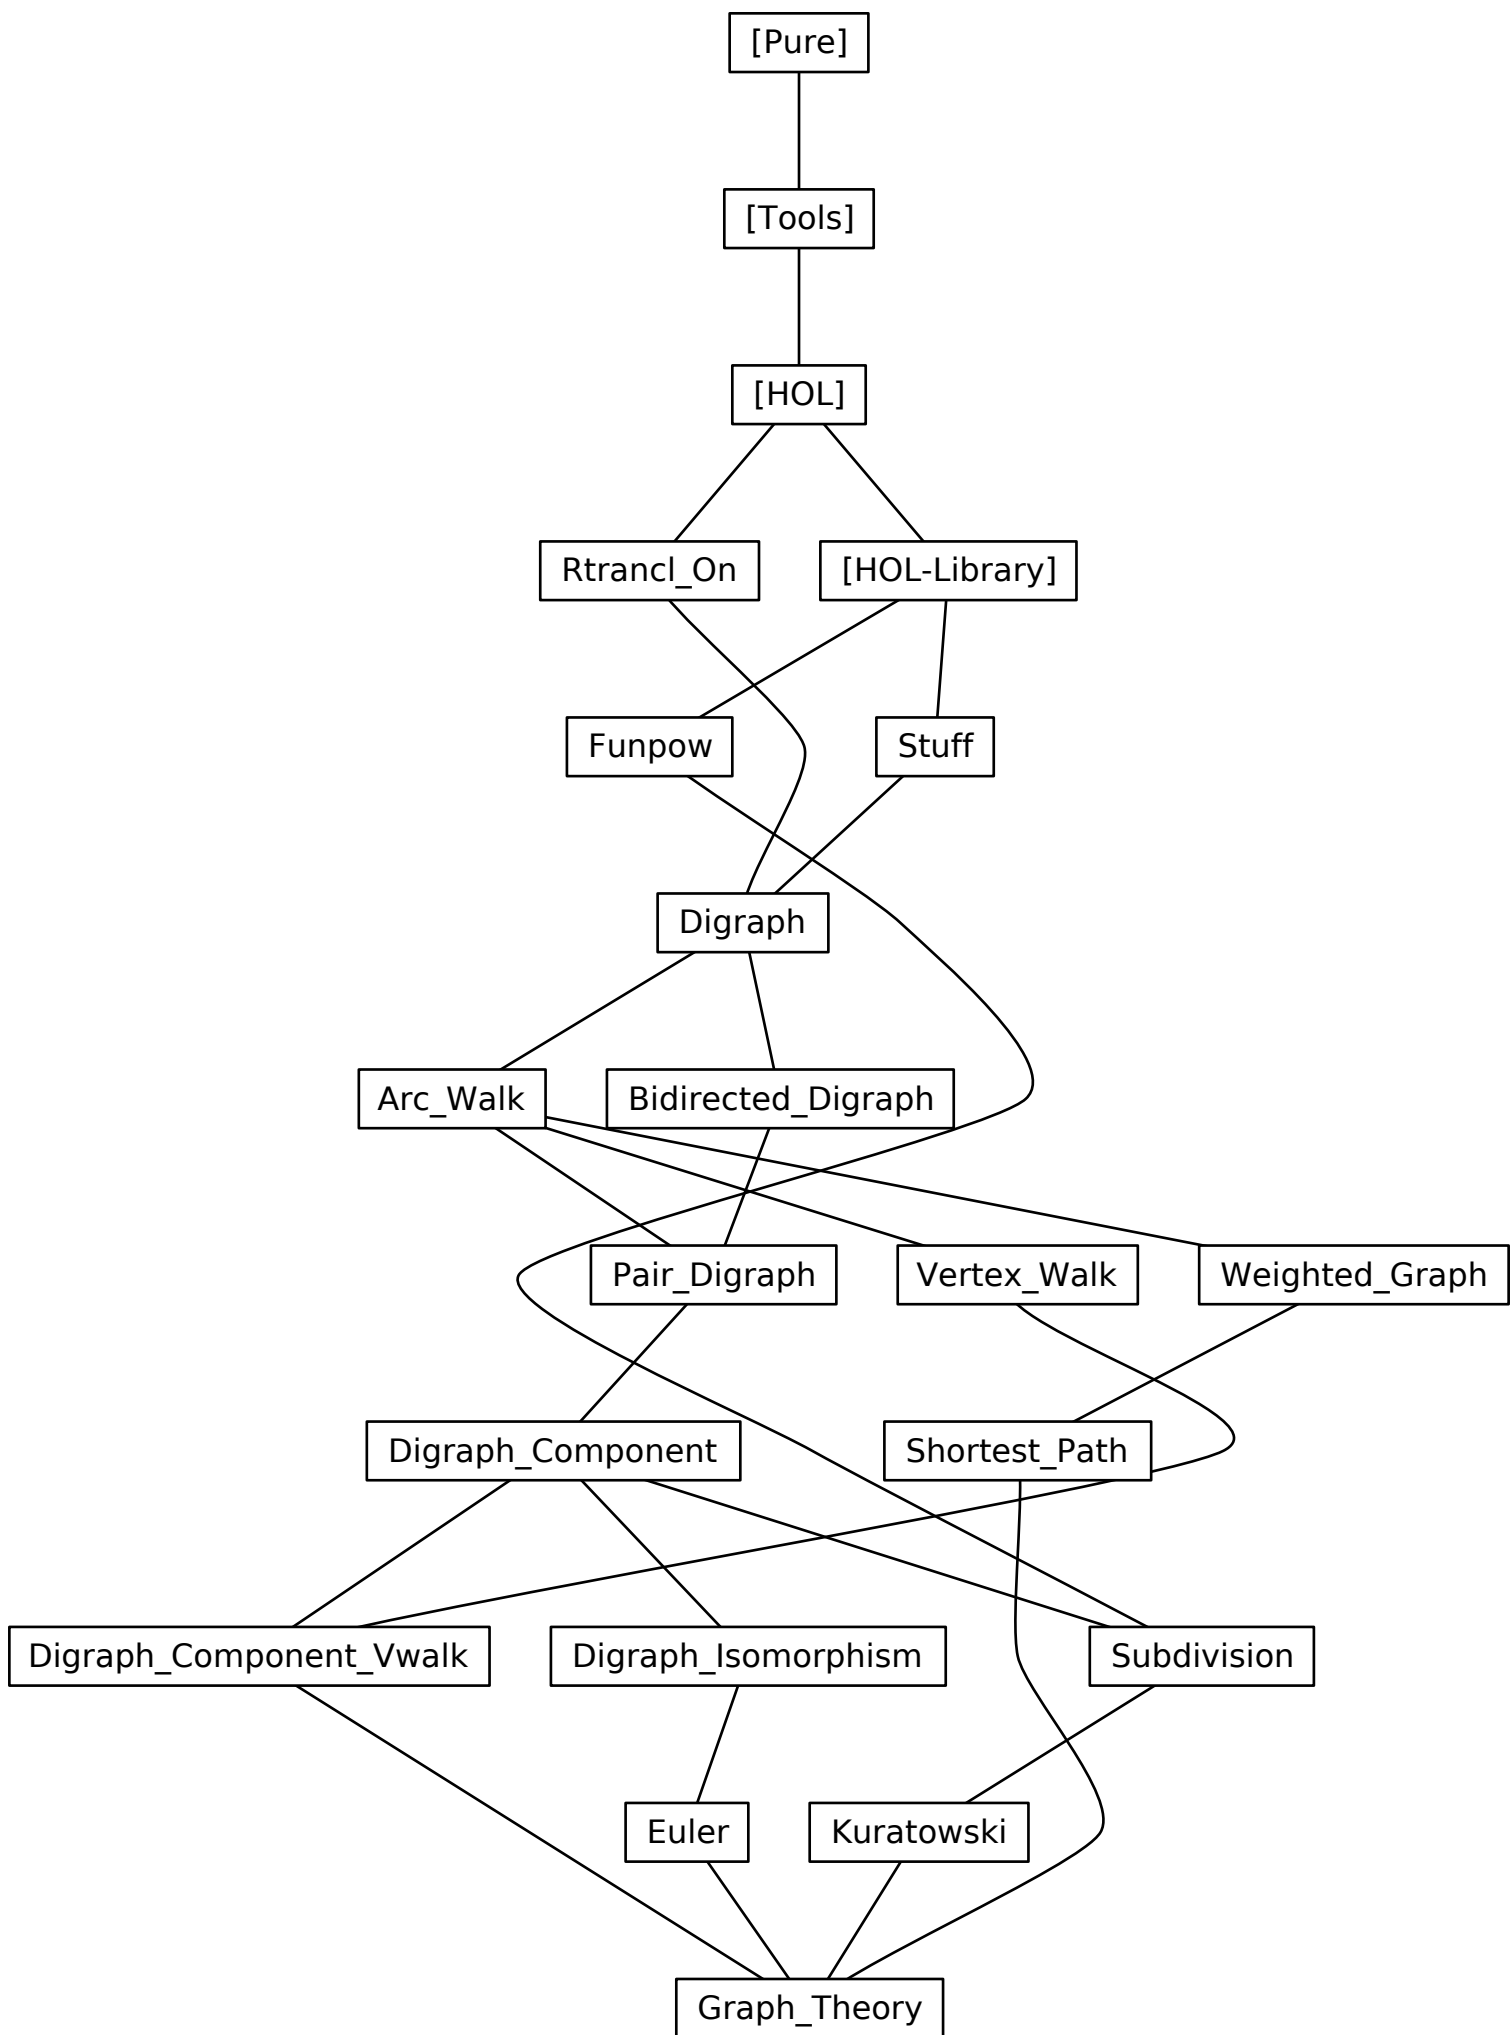 [Pure]
[Tools]
[HOL]
Rtrancl_On
[HOL-Library]
Funpow
Stuff
Digraph
Arc_Walk
Bidirected_Digraph
Pair_Digraph
Vertex_Walk
Weighted_Graph
Digraph_Component
Shortest_Path
Digraph_Component_Vwalk
Digraph_Isomorphism
Subdivision
Euler
Kuratowski
Graph_Theory